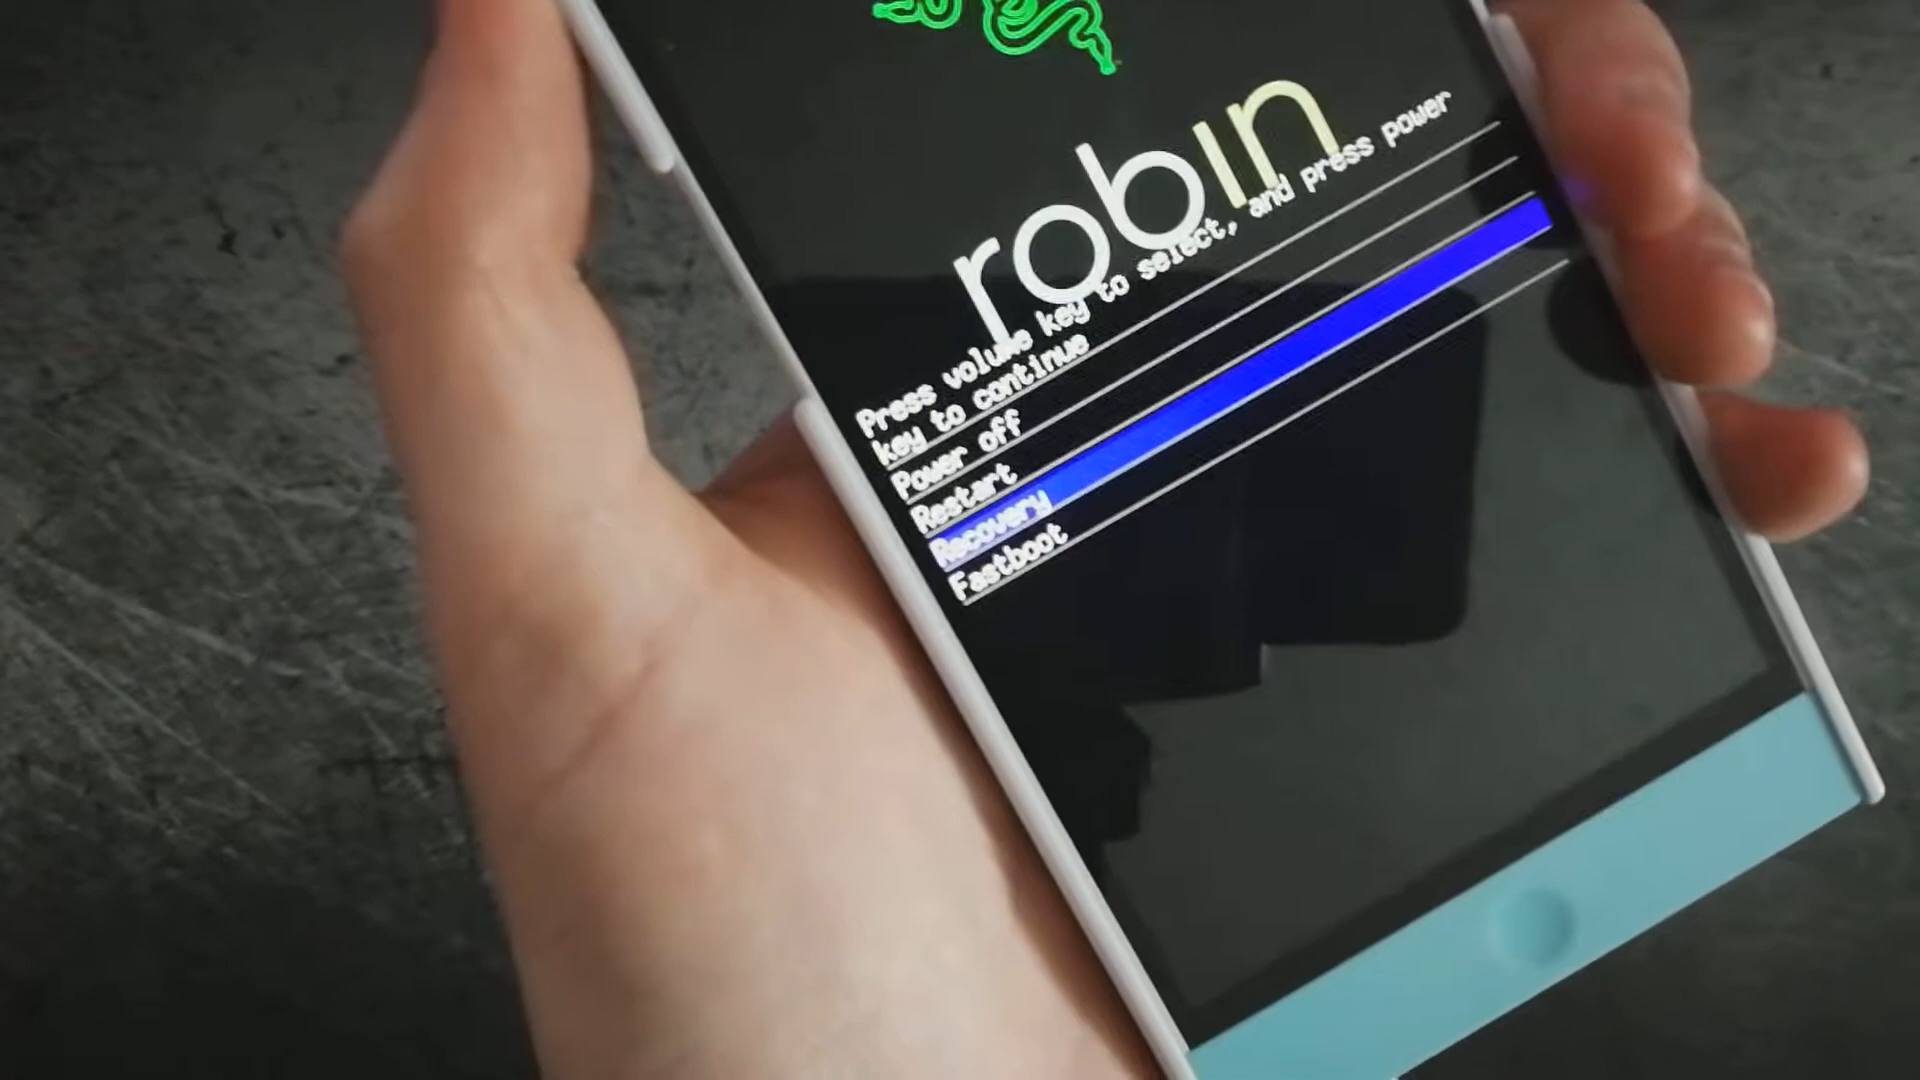 robin
Press volume key to select, and press power
key to continue
Power off
Restart
Recovery
Fastboot